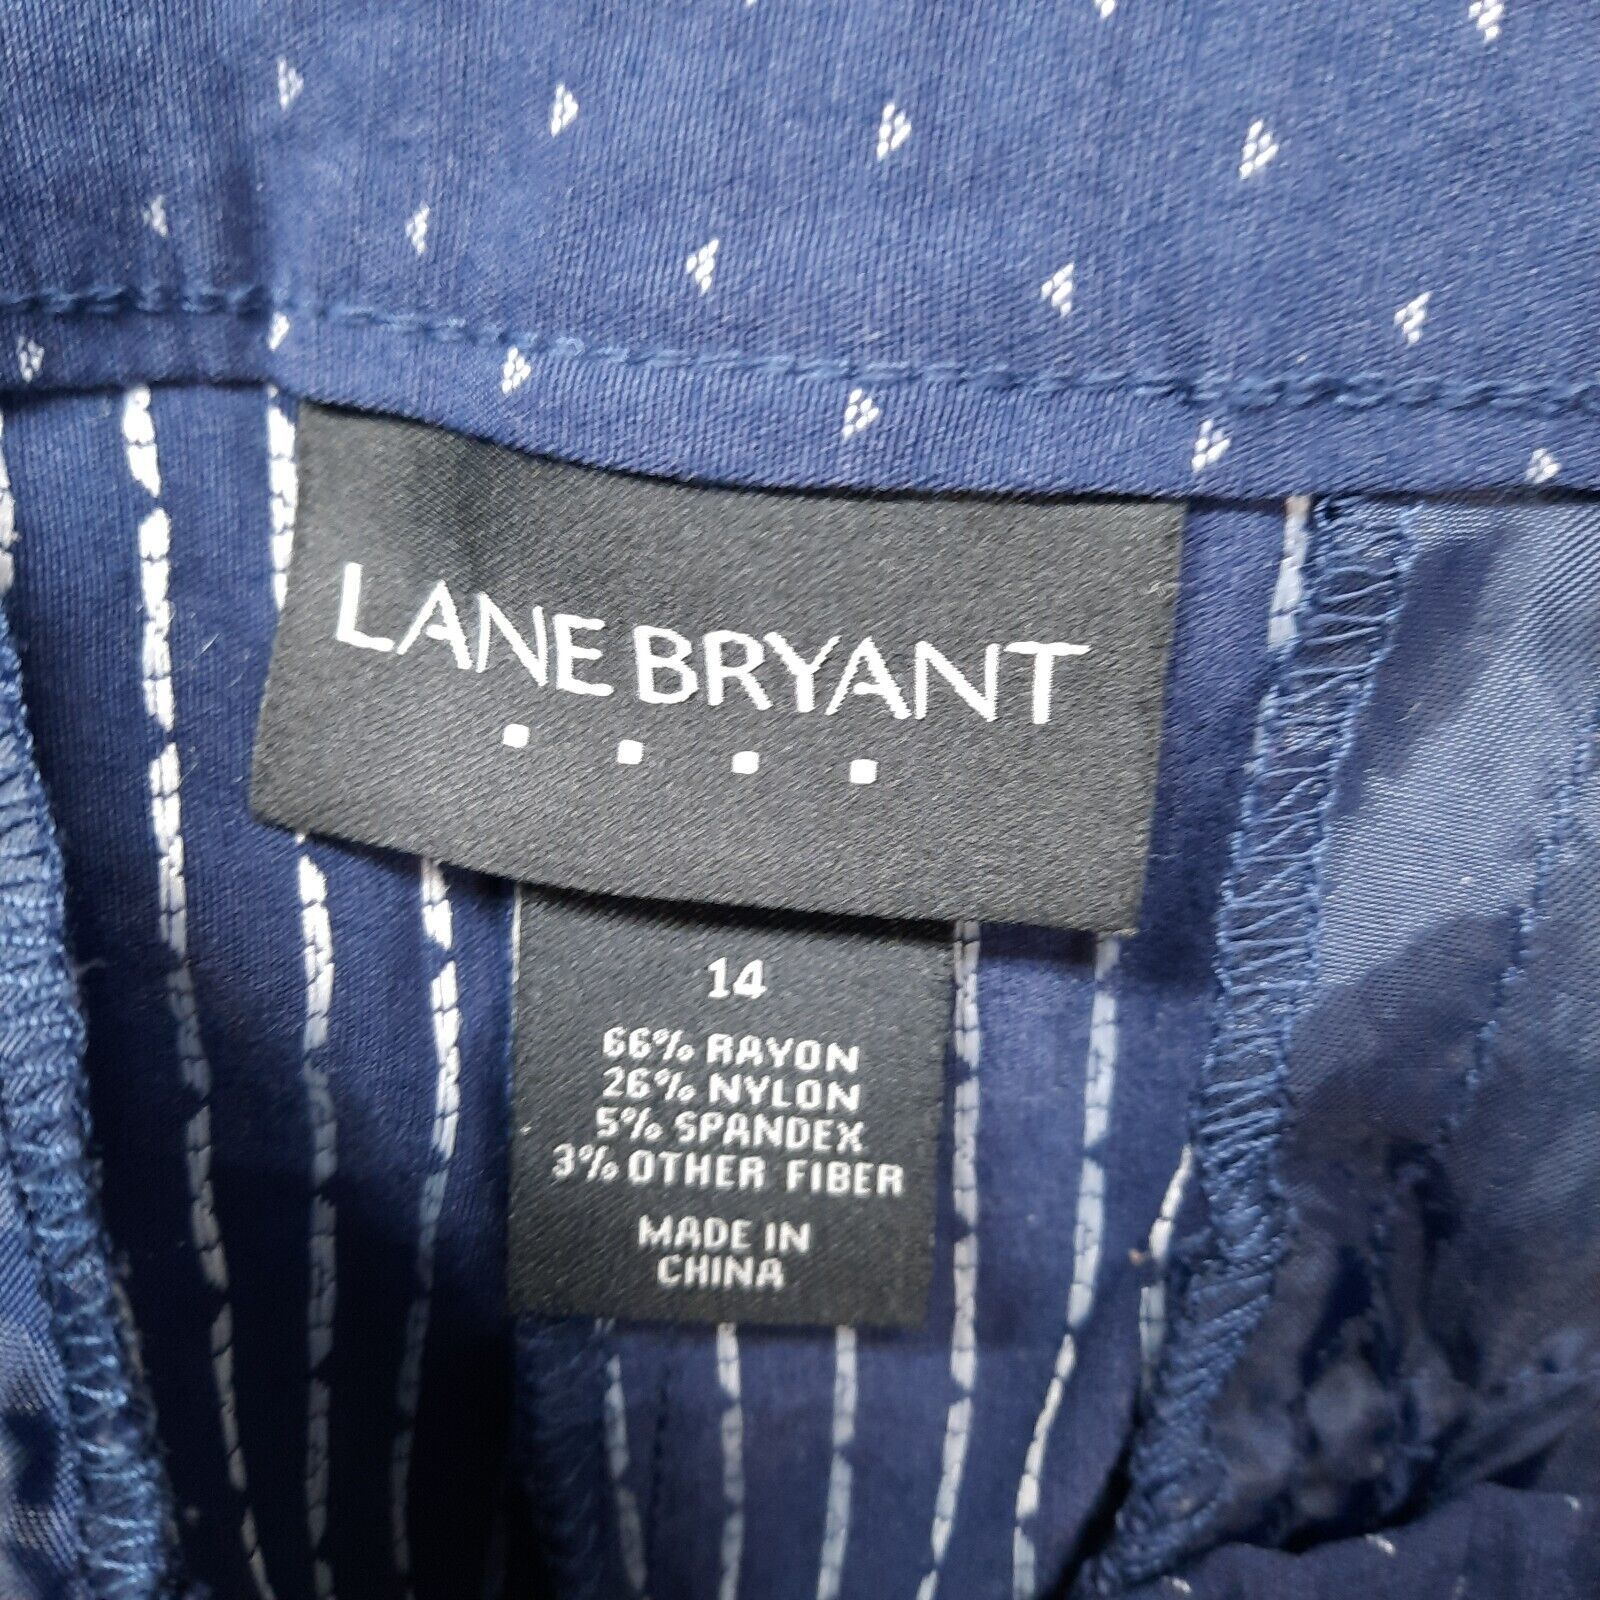 LANE BRYANT
14
66% RAYON
26% NYLON
5% SPANDEX
3% OTHER FIBER
MADE IN
CHINA